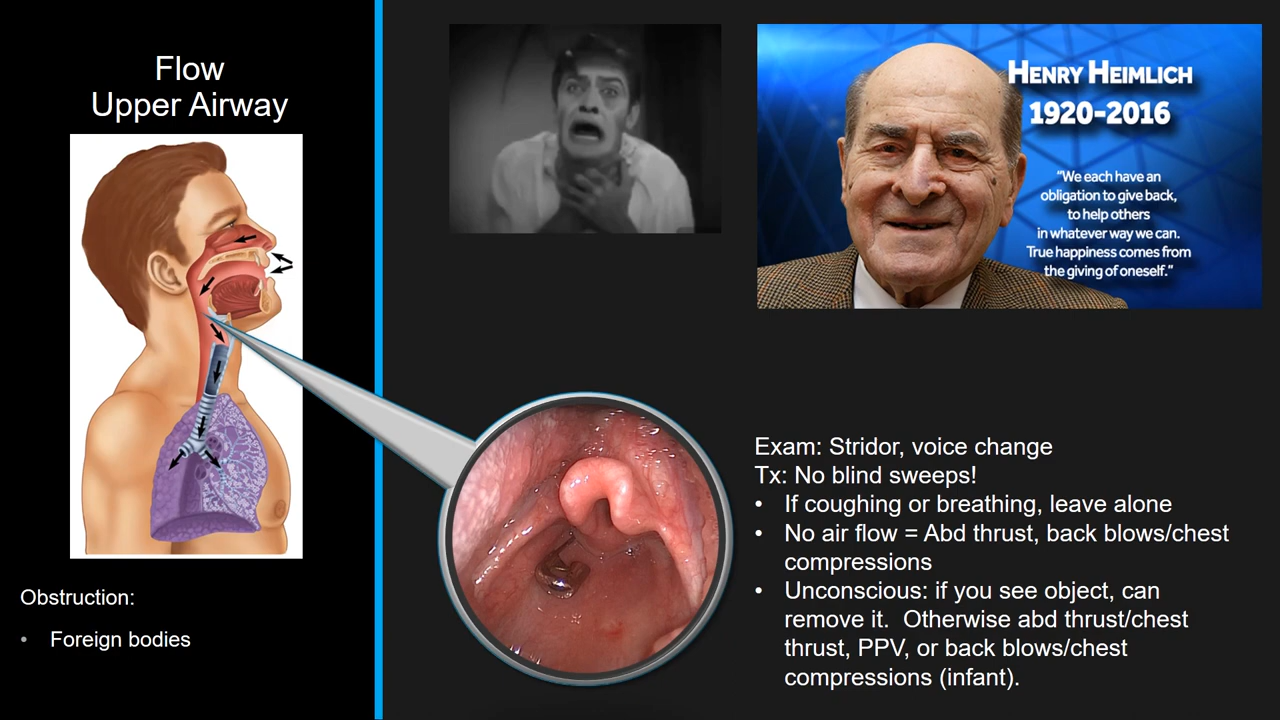 Flow
Upper Airway
Obstruction:
• Foreign bodies
HENRY HEIMLICH
1920-2016
“We each have an
obligation to give back,
to help others
in whatever way we can.
True happiness comes from
the giving of oneself.”
Exam: Stridor, voice change
Tx: No blind sweeps!
• If coughing or breathing, leave alone
• No air flow = Abd thrust, back blows/chest
compressions
• Unconscious: if you see object, can
remove it.  Otherwise abd thrust/chest
thrust, PPV, or back blows/chest
compressions (infant).